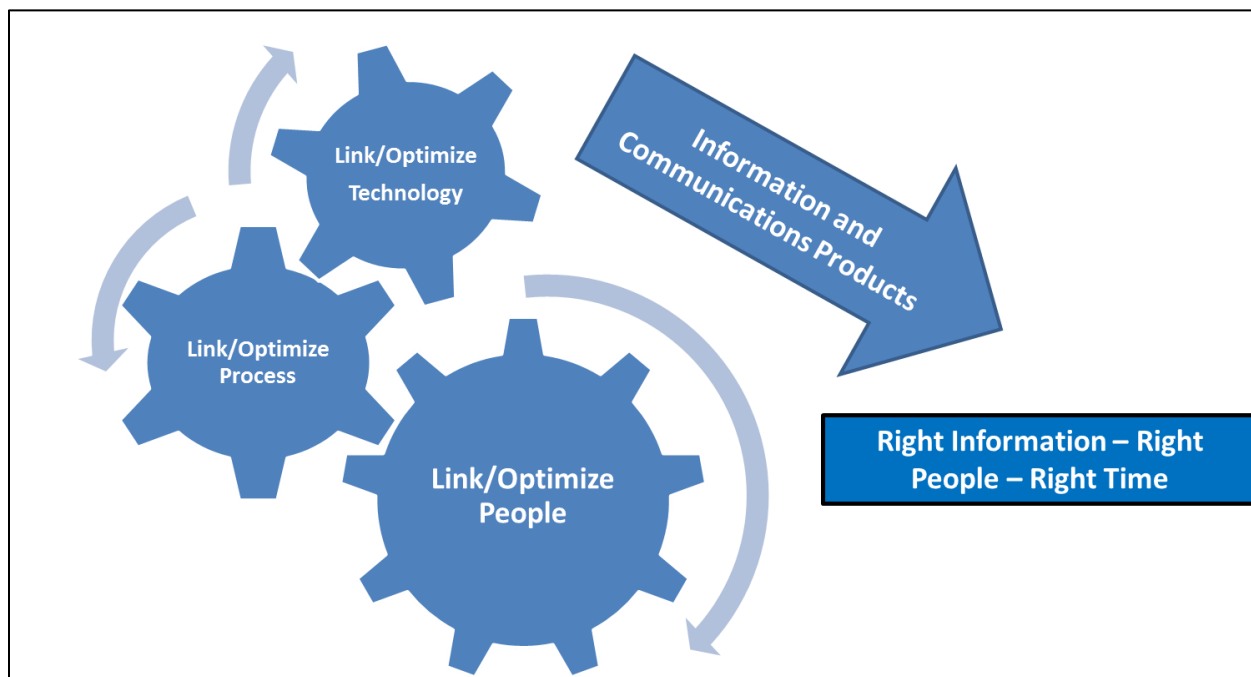 Link/Optimize
Technology
Information and
Communications Products
Link/Optimize
Process
Link/Optimize
People
Right Information – Right
People – Right Time